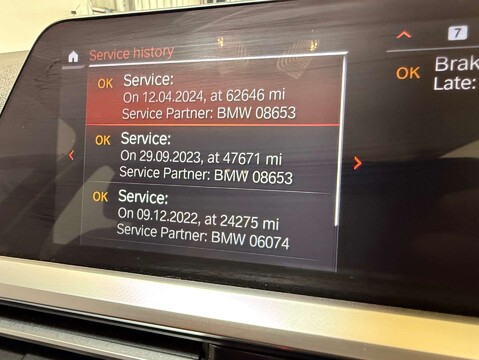 Service history
OK Service:
On 12.04.2024, at 62646 mi
Service Partner: BMW 08653
OK Service:
On 29.09.2023, at 47671 mi
Service Partner: BMW 08653
OK Service:
On 09.12.2022, at 24275 mi
Service Partner: BMW 06074
7
OK Brak
Late: